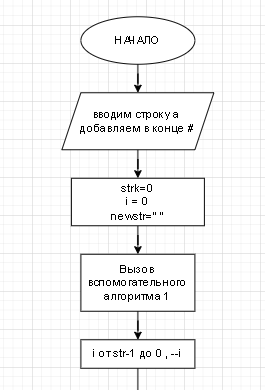 НАЧАЛО
вводим строку а
добавляем в конце #
strk=0
i = 0
newstr=" "
Вызов
вспомогательного
алгоритма 1
i от str-1 до 0 , --i